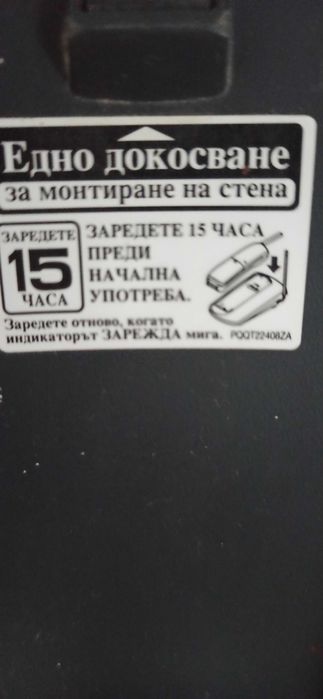 Едно докосване
за монтиране на стена
ЗАРЕДЕТЕ
15
ЧАСА
ЗАРЕДЕТЕ 15 ЧАСА
ПРЕДИ
НАЧАЛНА
УПОТРЕБА.
Заредете отново, когато
индикаторът ЗАРЕЖДА мига. PQQT22408ZA